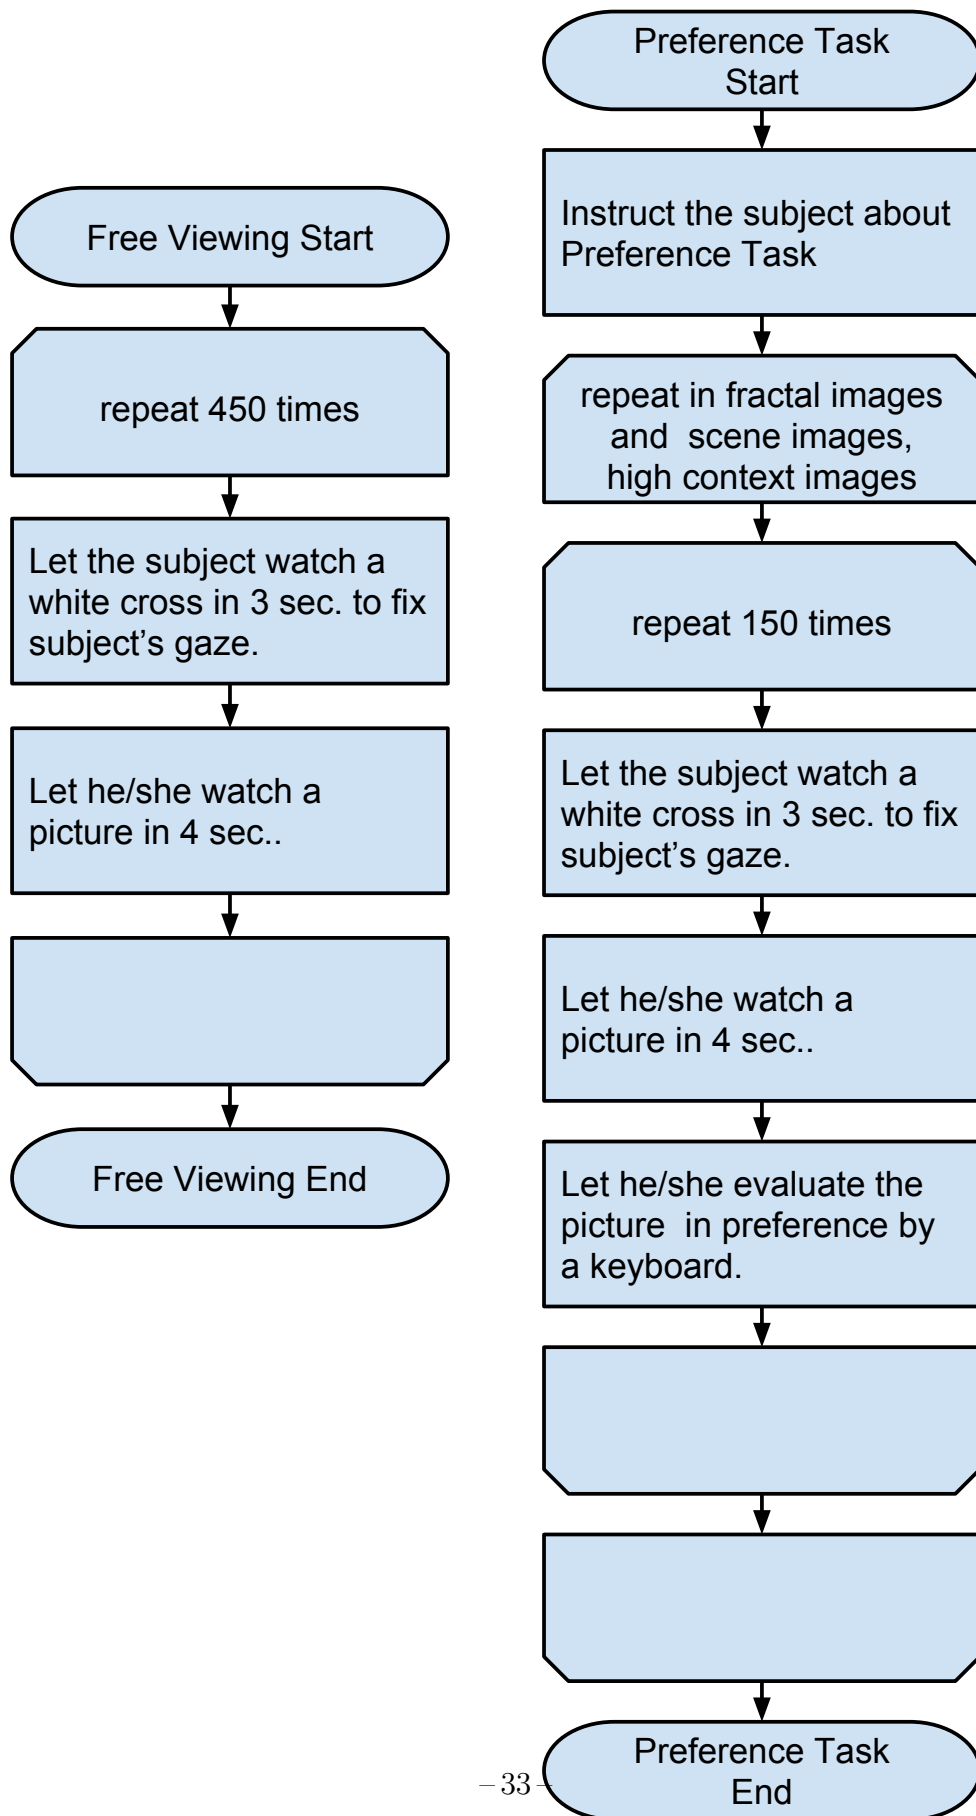 Free Viewing Start
repeat 450 times
Let the subject watch a
white cross in 3 sec. to fix
subject's gaze.
Let he/she watch a
picture in 4 sec..
Free Viewing End
Preference Task
Start
Instruct the subject about
Preference Task
repeat in fractal images
and  scene images,
high context images
repeat 150 times
Let the subject watch a
white cross in 3 sec. to fix
subject's gaze.
Let he/she watch a
picture in 4 sec..
Let he/she evaluate the
picture  in preference by
a keyboard.
Preference Task
End
– 33 –